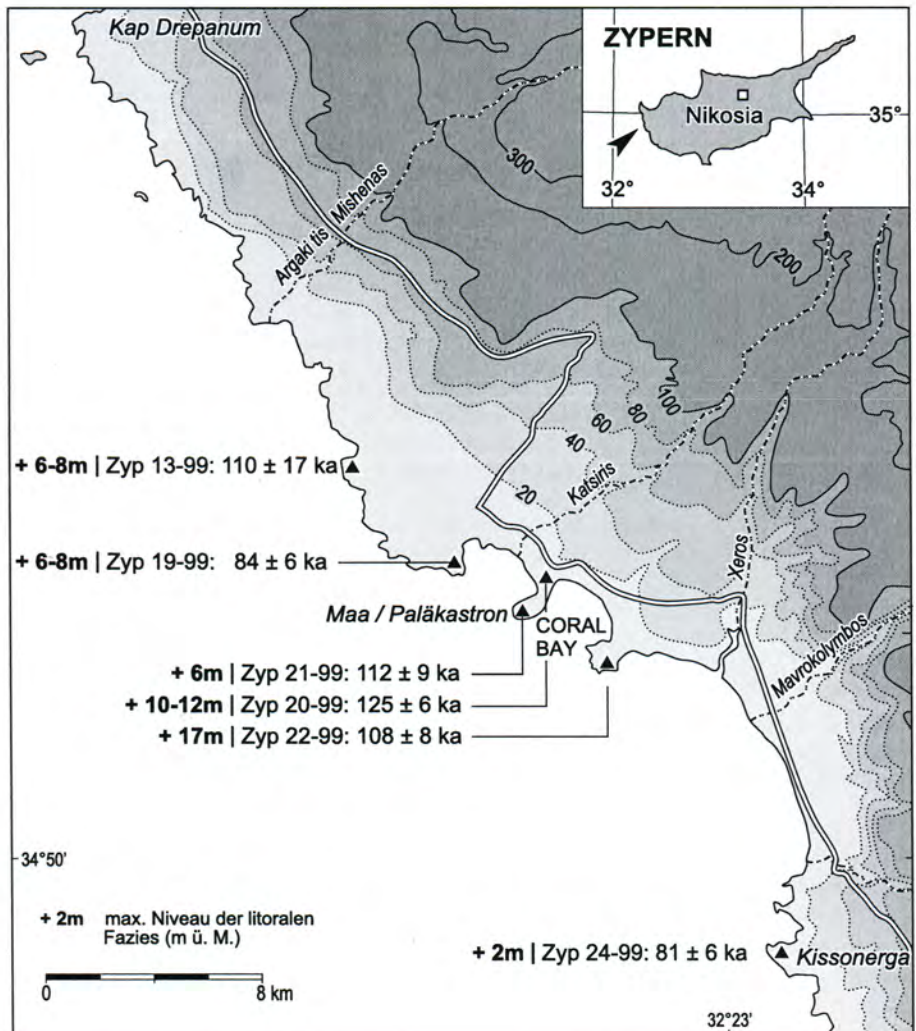 Kap Drepanum
ZYPERN
Nikosia
35°
32°
34°
Argaki tis Mishenas
300
200
100
80
60
40
20
Katsiris
Xeros
Mavrokolymbos
+ 6-8m | Zyp 13-99: 110 ± 17 ka
+ 6-8m | Zyp 19-99: 84 ± 6 ka
Maa / Paläkastron
CORAL
BAY
+ 6m | Zyp 21-99: 112 ± 9 ka
+ 10-12m | Zyp 20-99: 125 ± 6 ka
+ 17m | Zyp 22-99: 108 ± 8 ka
34°50'
+ 2m max. Niveau der litoralen
Fazies (m ü. M.)
0 8 km
+ 2m | Zyp 24-99: 81 ± 6 ka
Kissonerga
32°23'